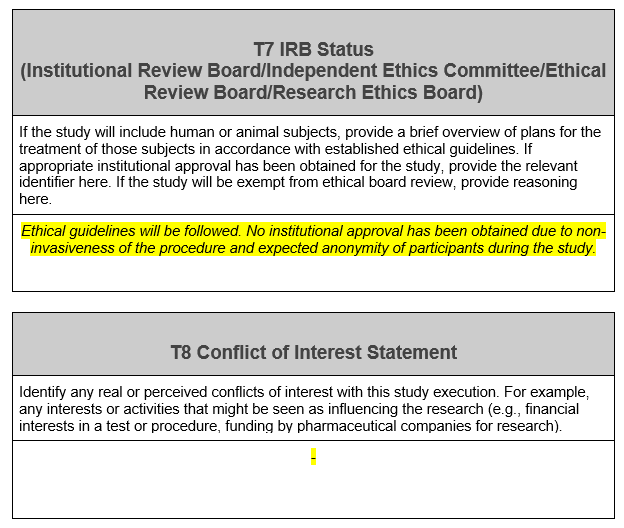 T7 IRB Status
(Institutional Review Board/Independent Ethics Committee/Ethical
Review Board/Research Ethics Board)
If the study will include human or animal subjects, provide a brief overview of plans for the
treatment of those subjects in accordance with established ethical guidelines. If
appropriate institutional approval has been obtained for the study, provide the relevant
identifier here. If the study will be exempt from ethical board review, provide reasoning
here.
Ethical guidelines will be followed. No institutional approval has been obtained due to non-
invasiveness of the procedure and expected anonymity of participants during the study.
T8 Conflict of Interest Statement
Identify any real or perceived conflicts of interest with this study execution. For example,
any interests or activities that might be seen as influencing the research (e.g., financial
interests in a test or procedure, funding by pharmaceutical companies for research).
-